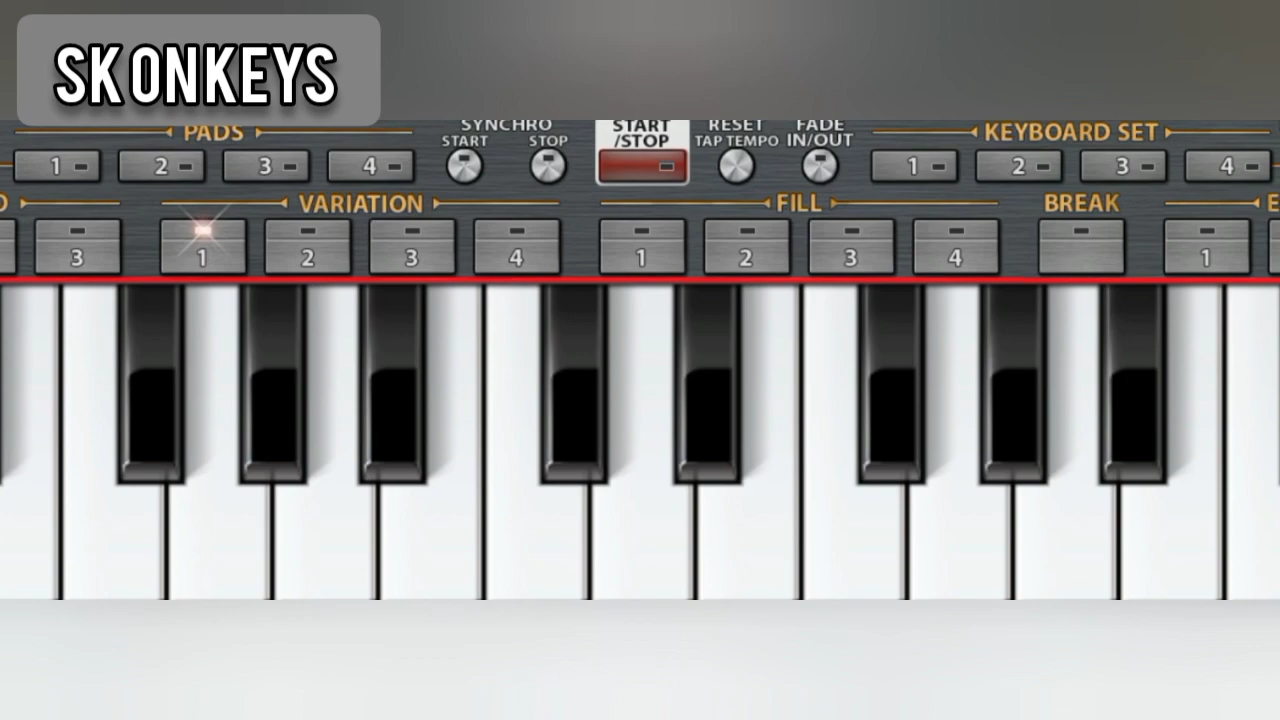 SK ONKEYS
PADS
SYNCHRO
START
STOP
START
/STOP
RESET
TAP TEMPO
FADE
IN/OUT
KEYBOARD SET
1 2 3 4
1 2 3 4
VARIATION
FILL
BREAK
3
1 2 3 4
1 2 3 4
1